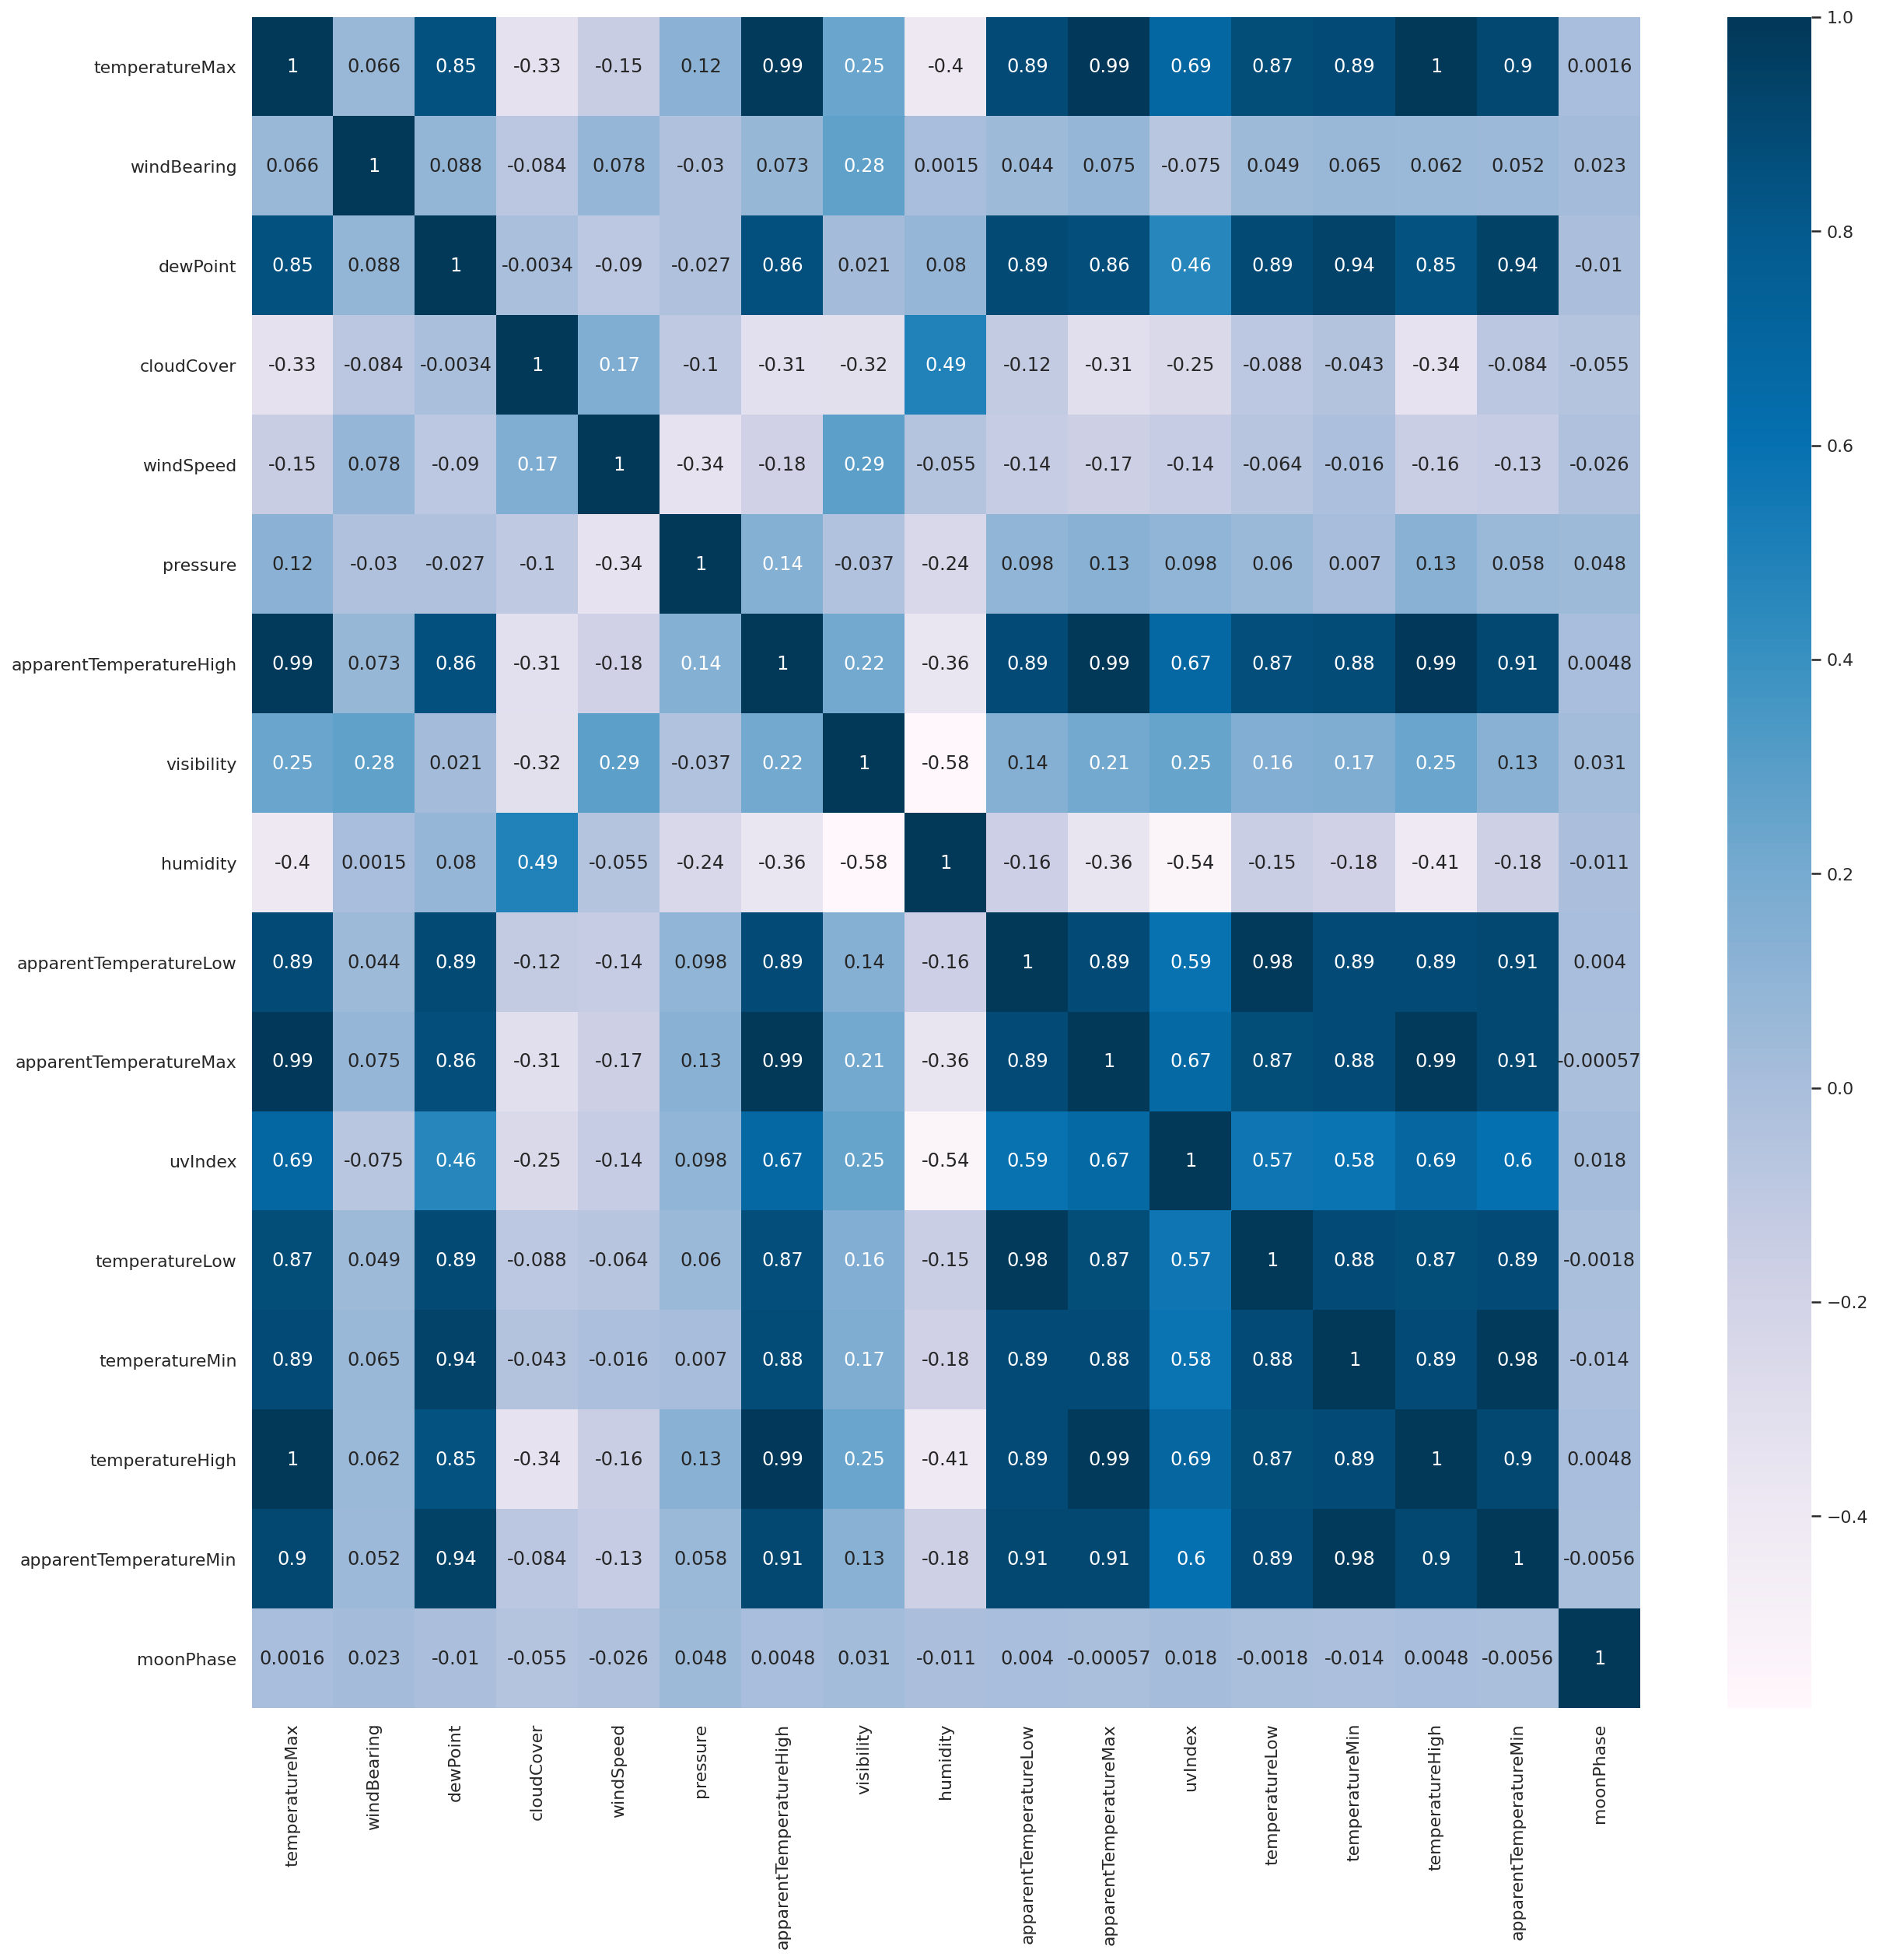 temperatureMax 1 0.066 0.85 -0.33 -0.15 0.12 0.99 0.25 -0.4 0.89 0.99 0.69 0.87 0.89 1 0.9 0.0016
windBearing 0.066 1 0.088 -0.084 0.078 -0.03 0.073 0.28 0.0015 0.044 0.075 -0.075 0.049 0.065 0.062 0.052 0.023
dewPoint 0.85 0.088 1 -0.0034 -0.09 -0.027 0.86 0.021 0.08 0.89 0.86 0.46 0.89 0.94 0.85 0.94 -0.01
cloudCover -0.33 -0.084 -0.0034 1 0.17 -0.1 -0.31 -0.32 0.49 -0.12 -0.31 -0.25 -0.088 -0.043 -0.34 -0.084 -0.055
windSpeed -0.15 0.078 -0.09 0.17 1 -0.34 -0.18 0.29 -0.055 -0.14 -0.17 -0.14 -0.064 -0.016 -0.16 -0.13 -0.026
pressure 0.12 -0.03 -0.027 -0.1 -0.34 1 0.14 -0.037 -0.24 0.098 0.13 0.098 0.06 0.007 0.13 0.058 0.048
apparentTemperatureHigh 0.99 0.073 0.86 -0.31 -0.18 0.14 1 0.22 -0.36 0.89 0.99 0.67 0.87 0.88 0.99 0.91 0.0048
visibility 0.25 0.28 0.021 -0.32 0.29 -0.037 0.22 1 -0.58 0.14 0.21 0.25 0.16 0.17 0.25 0.13 0.031
humidity -0.4 0.0015 0.08 0.49 -0.055 -0.24 -0.36 -0.58 1 -0.16 -0.36 -0.54 -0.15 -0.18 -0.41 -0.18 -0.011
apparentTemperatureLow 0.89 0.044 0.89 -0.12 -0.14 0.098 0.89 0.14 -0.16 1 0.89 0.59 0.98 0.89 0.89 0.91 0.004
apparentTemperatureMax 0.99 0.075 0.86 -0.31 -0.17 0.13 0.99 0.21 -0.36 0.89 1 0.67 0.87 0.88 0.99 0.91 -0.00057
uvIndex 0.69 -0.075 0.46 -0.25 -0.14 0.098 0.67 0.25 -0.54 0.59 0.67 1 0.57 0.58 0.69 0.6 0.018
temperatureLow 0.87 0.049 0.89 -0.088 -0.064 0.06 0.87 0.16 -0.15 0.98 0.87 0.57 1 0.88 0.87 0.89 -0.0018
temperatureMin 0.89 0.065 0.94 -0.043 -0.016 0.007 0.88 0.17 -0.18 0.89 0.88 0.58 0.88 1 0.89 0.98 -0.014
temperatureHigh 1 0.062 0.85 -0.34 -0.16 0.13 0.99 0.25 -0.41 0.89 0.99 0.69 0.87 0.89 1 0.9 0.0048
apparentTemperatureMin 0.9 0.052 0.94 -0.084 -0.13 0.058 0.91 0.13 -0.18 0.91 0.91 0.6 0.89 0.98 0.9 1 -0.0056
moonPhase 0.0016 0.023 -0.01 -0.055 -0.026 0.048 0.0048 0.031 -0.011 0.004 -0.00057 0.018 -0.0018 -0.014 0.0048 -0.0056 1
temperatureMax
windBearing
dewPoint
cloudCover
windSpeed
pressure
apparentTemperatureHigh
visibility
humidity
apparentTemperatureLow
apparentTemperatureMax
uvIndex
temperatureLow
temperatureMin
temperatureHigh
apparentTemperatureMin
moonPhase
1.0
0.8
0.6
0.4
0.2
0.0
−0.2
−0.4